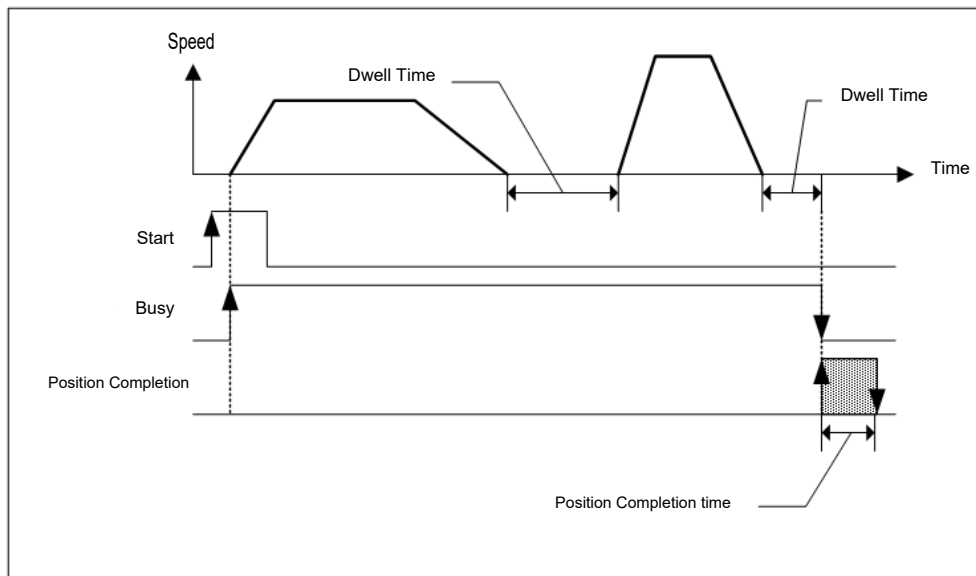 Speed
Dwell Time
Dwell Time
Time
Start
Busy
Position Completion
Position Completion time